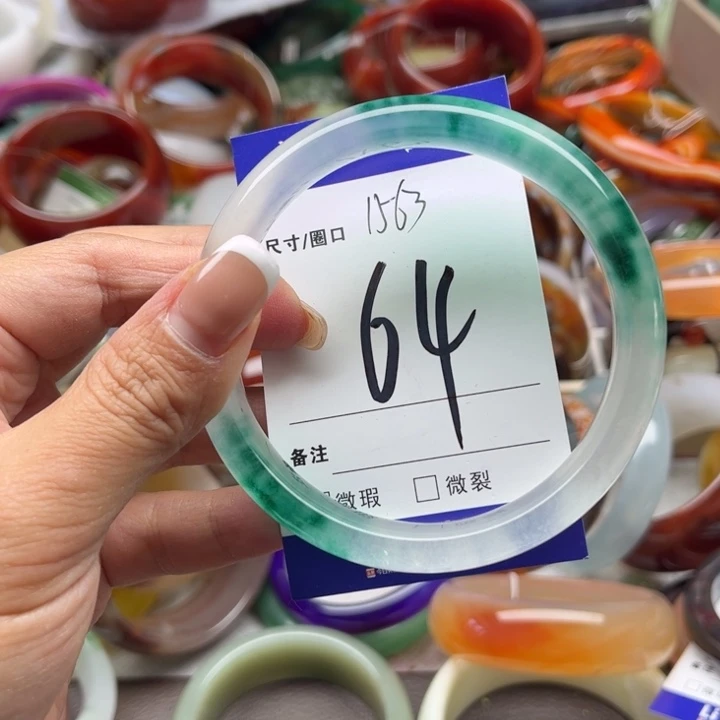 尺寸/圈口 1563
64
备注
微瑕 □ 微裂